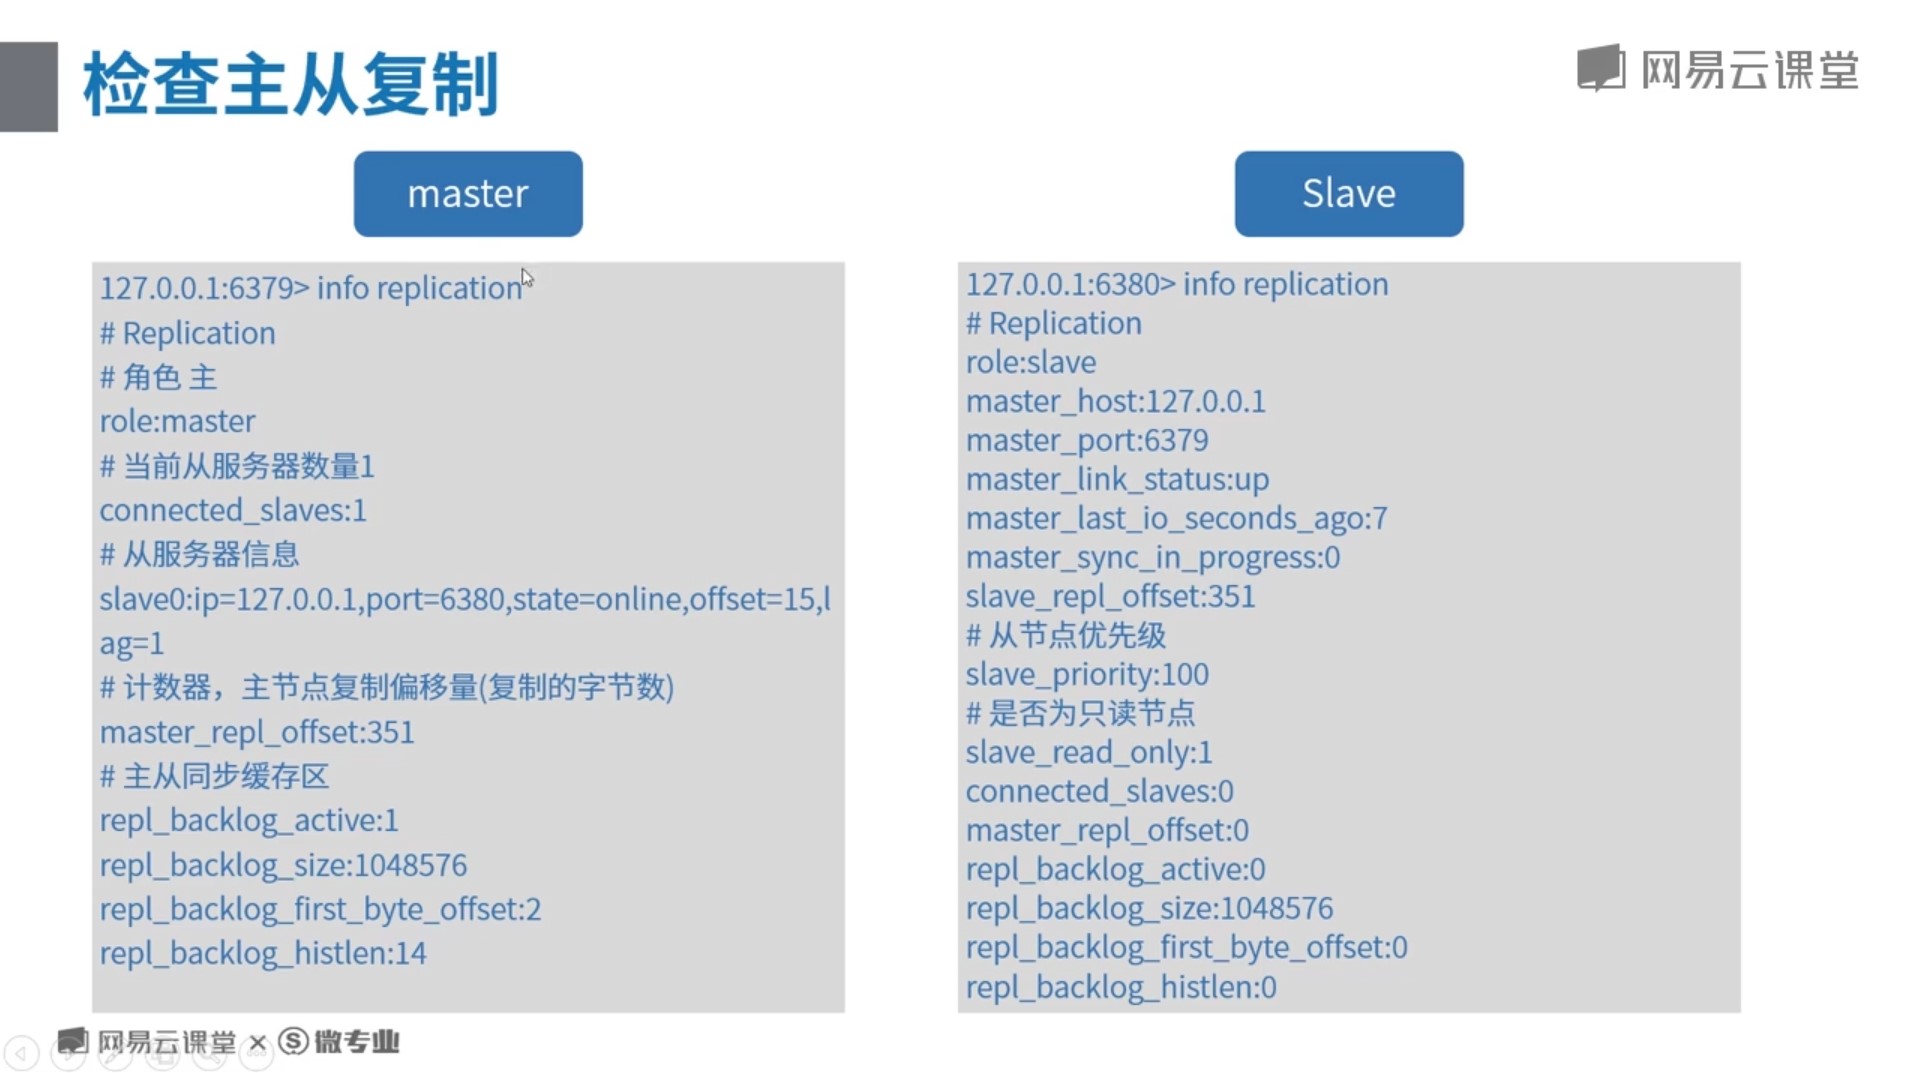 检查主从复制
网易云课堂
master
127.0.0.1:6379> info replication
# Replication
# 角色 主
role:master
# 当前从服务器数量1
connected_slaves:1
# 从服务器信息
slave0:ip=127.0.0.1,port=6380,state=online,offset=15,l
ag=1
# 计数器，主节点复制偏移量(复制的字节数)
master_repl_offset:351
# 主从同步缓存区
repl_backlog_active:1
repl_backlog_size:1048576
repl_backlog_first_byte_offset:2
repl_backlog_histlen:14
Slave
127.0.0.1:6380> info replication
# Replication
role:slave
master_host:127.0.0.1
master_port:6379
master_link_status:up
master_last_io_seconds_ago:7
master_sync_in_progress:0
slave_repl_offset:351
# 从节点优先级
slave_priority:100
# 是否为只读节点
slave_read_only:1
connected_slaves:0
master_repl_offset:0
repl_backlog_active:0
repl_backlog_size:1048576
repl_backlog_first_byte_offset:0
repl_backlog_histlen:0
网易云课堂 × Ⓢ微专业